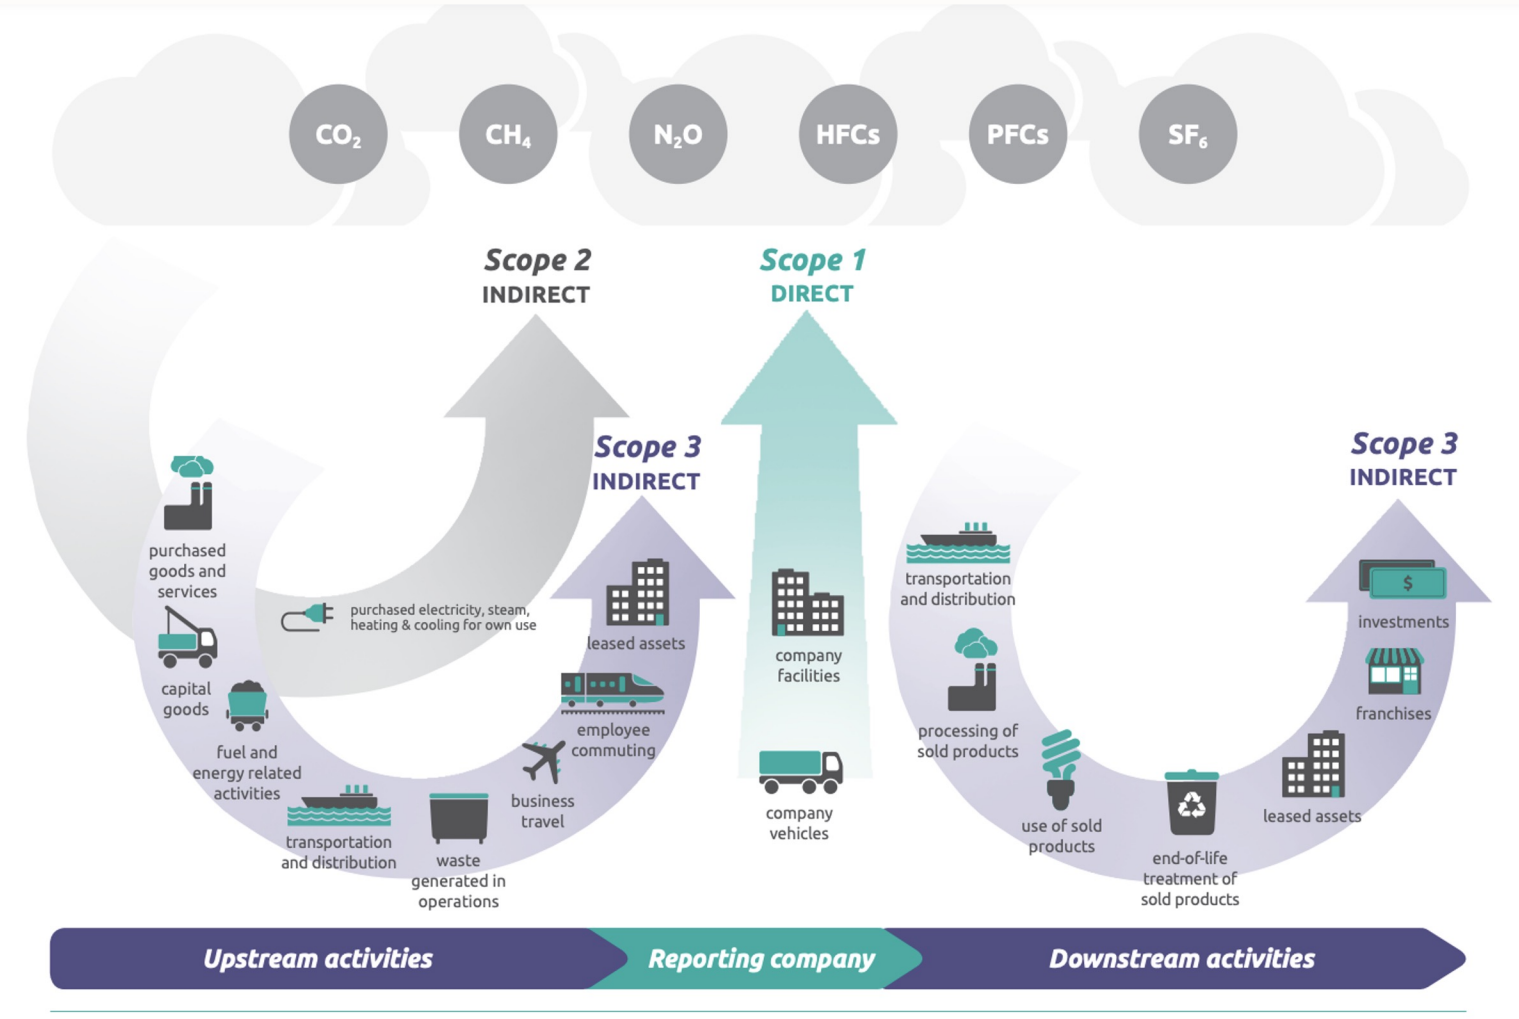 CO₂
CH₄
N₂O
HFCs
PFCs
SF₆
Scope 2
INDIRECT
Scope 1
DIRECT
Scope 3
INDIRECT
Scope 3
INDIRECT
purchased
goods and
services
capital
goods
fuel and
energy related
activities
purchased electricity, steam,
heating & cooling for own use
transportation
and distribution
waste
generated in
operations
business
travel
employee
commuting
leased assets
company
facilities
company
vehicles
transportation
and distribution
processing of
sold products
use of sold
products
end-of-life
treatment of
sold products
leased assets
franchises
$
investments
Upstream activities
Reporting company
Downstream activities